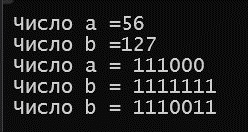 Число a =56
Число b =127
Число a = 111000
Число b = 1111111
Число b = 1110011